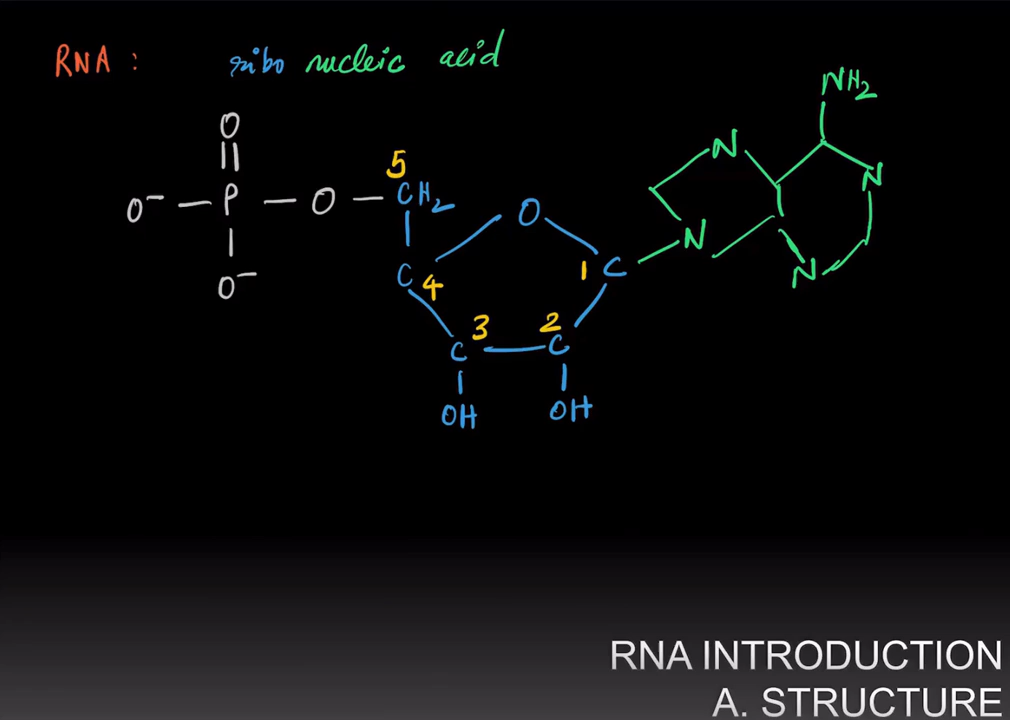 RNA : ribo nucleic acid
NH2
O
N
5
P
O⁻
O
CH2
N
O
N
1
C
C
4
N
O⁻
3
2
C
C
OH
OH
RNA INTRODUCTION
A. STRUCTURE